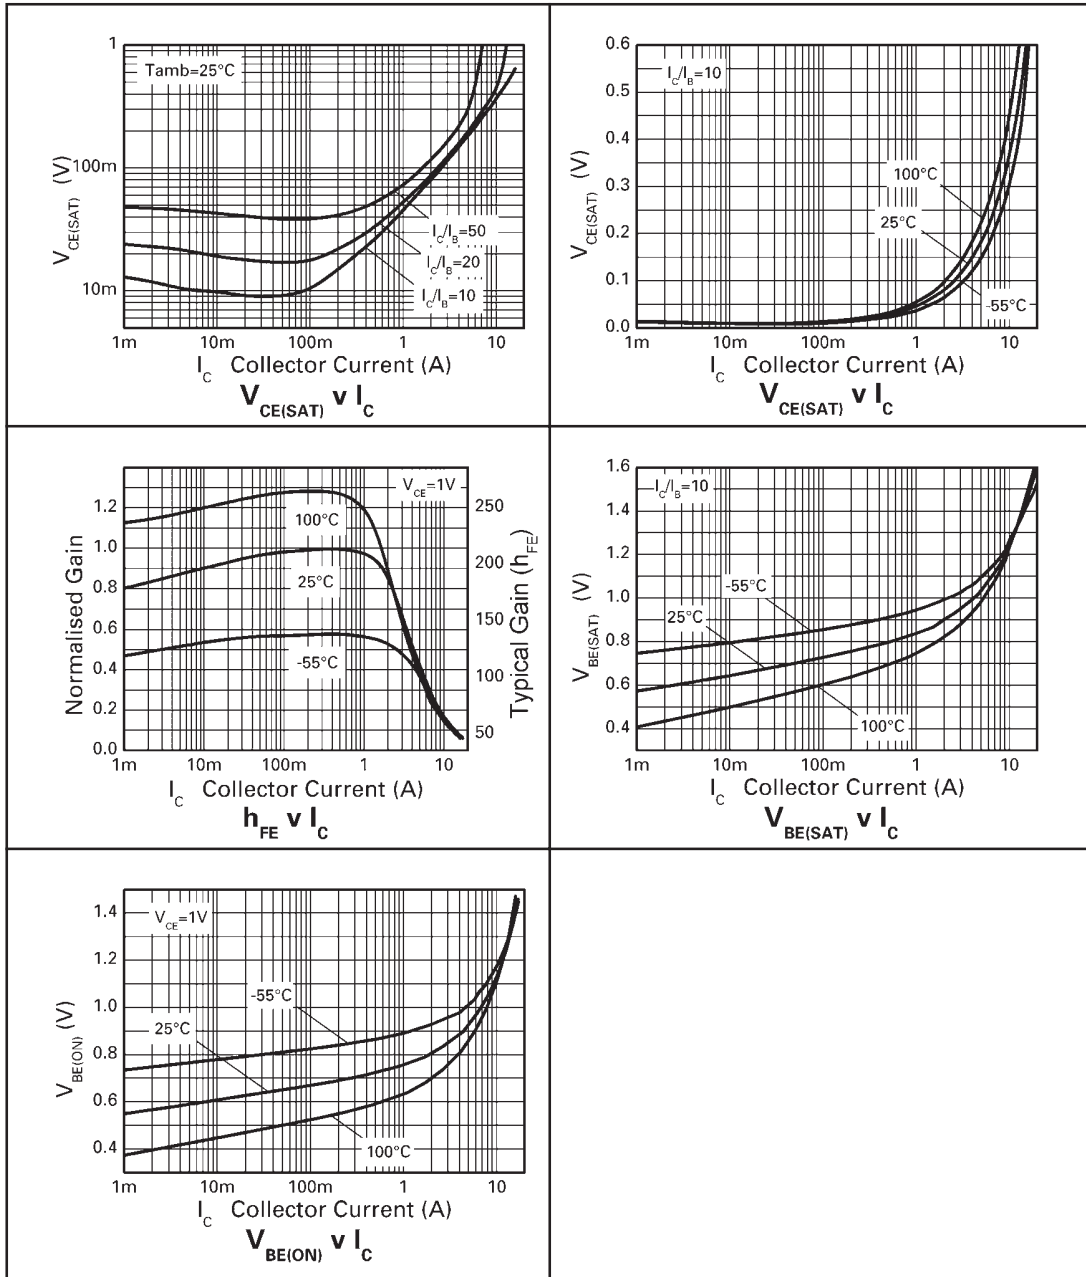 1
100m
10m
V_CE(SAT) (V)
Tamb=25°C
I_C/I_B=50
I_C/I_B=20
I_C/I_B=10
1m 10m 100m 1 10
I_C Collector Current (A)
V_CE(SAT) v I_C
0.6
0.5
0.4
0.3
0.2
0.1
0.0
V_CE(SAT) (V)
I_C/I_B=10
100°C
25°C
-55°C
1m 10m 100m 1 10
I_C Collector Current (A)
V_CE(SAT) v I_C
1.2
1.0
0.8
0.6
0.4
0.2
0.0
Normalised Gain
V_CE=1V
100°C
25°C
-55°C
250
200
150
100
50
Typical Gain (h_FE)
1m 10m 100m 1 10
I_C Collector Current (A)
h_FE v I_C
1.6
1.4
1.2
1.0
0.8
0.6
0.4
V_BE(SAT) (V)
I_C/I_B=10
-55°C
25°C
100°C
1m 10m 100m 1 10
I_C Collector Current (A)
V_BE(SAT) v I_C
1.4
1.2
1.0
0.8
0.6
0.4
V_BE(ON) (V)
V_CE=1V
-55°C
25°C
100°C
1m 10m 100m 1 10
I_C Collector Current (A)
V_BE(ON) v I_C